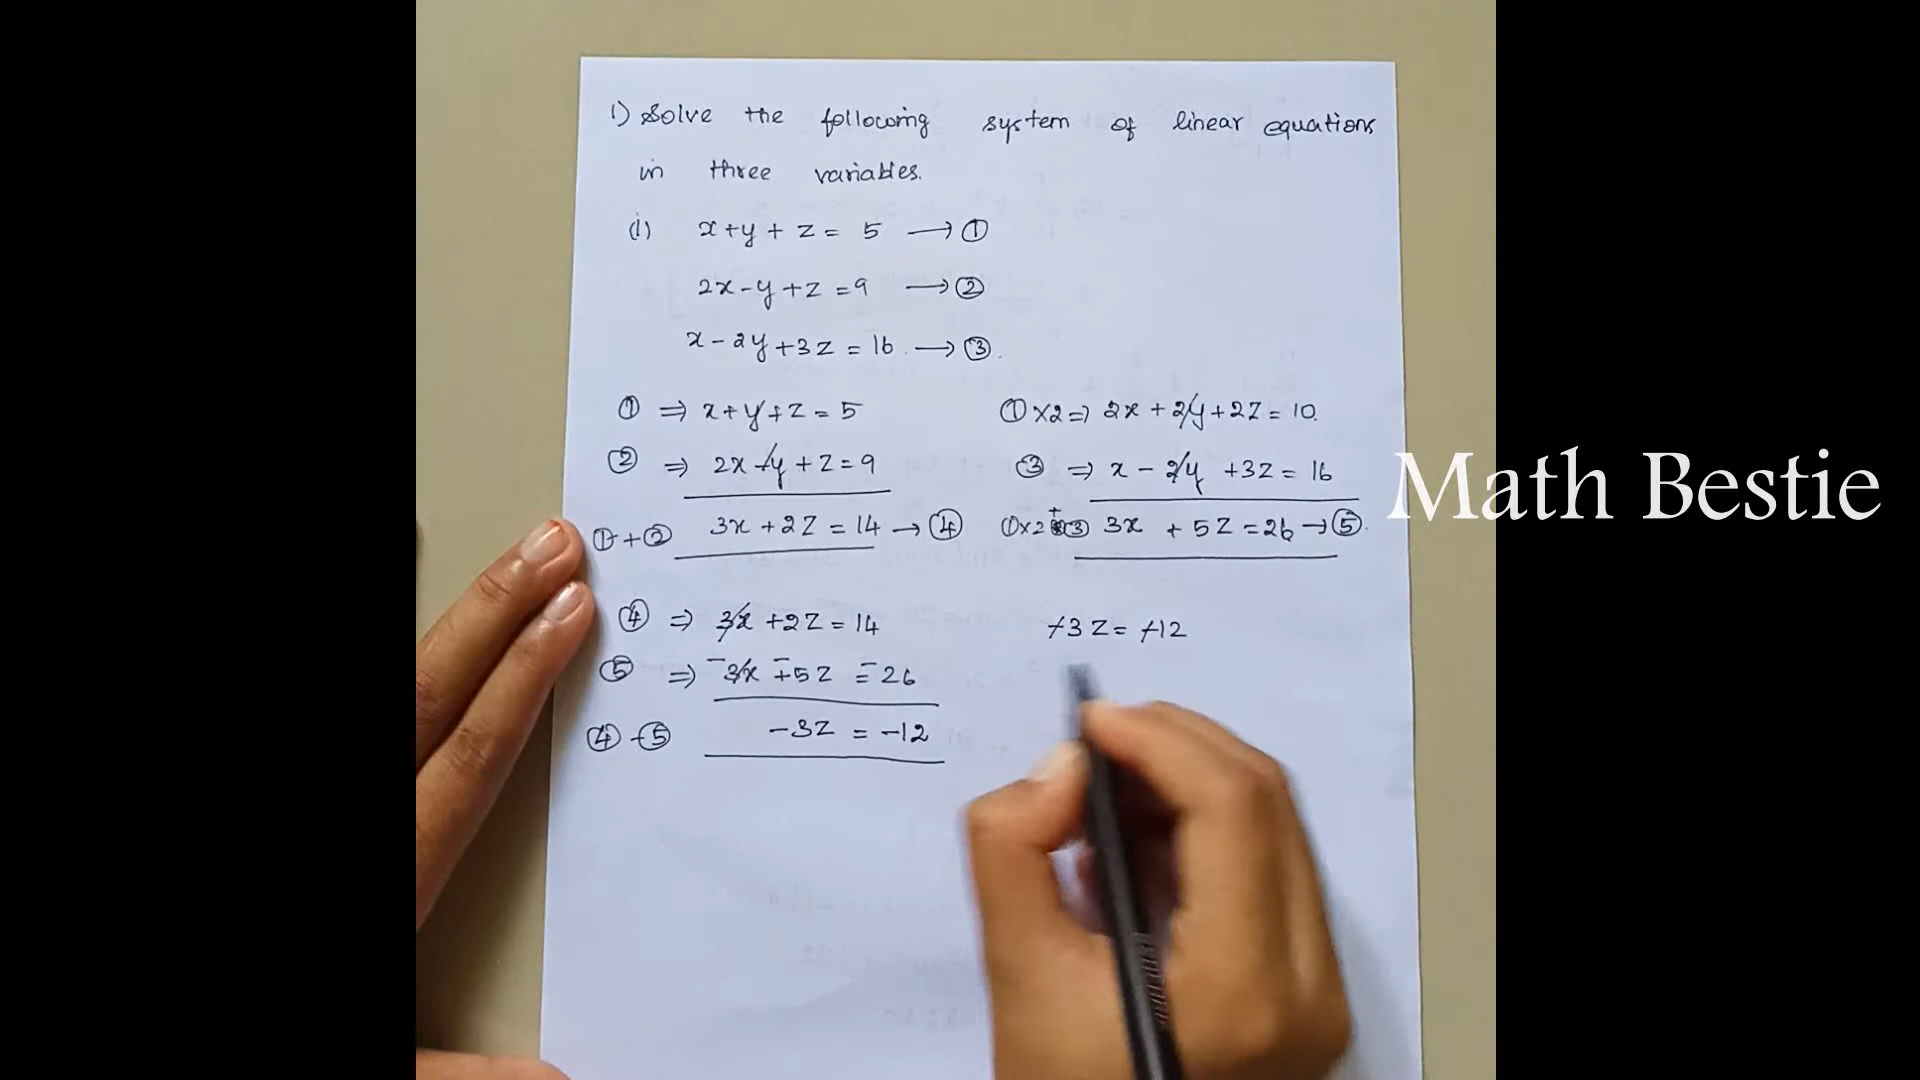 1) Solve the following system of linear equations
in three variables.
(i) x+y+z = 5 → ①
2x-y+z=9 → ②
x-2y+3z=16 → ③.
① ⇒ x+y+z=5
② ⇒ 2x-y+z=9
①+② 3x+2z=14 → ④
①×2⇒ 2x+2y+2z=10.
③ ⇒ x-2y+3z=16
①×2+③ 3x+5z=26→⑤.
④ ⇒ 3x+2z=14
⑤ ⇒ 3x+5z=26
- - -
④-⑤ -3z=-12
-3z=-12
Math Bestie